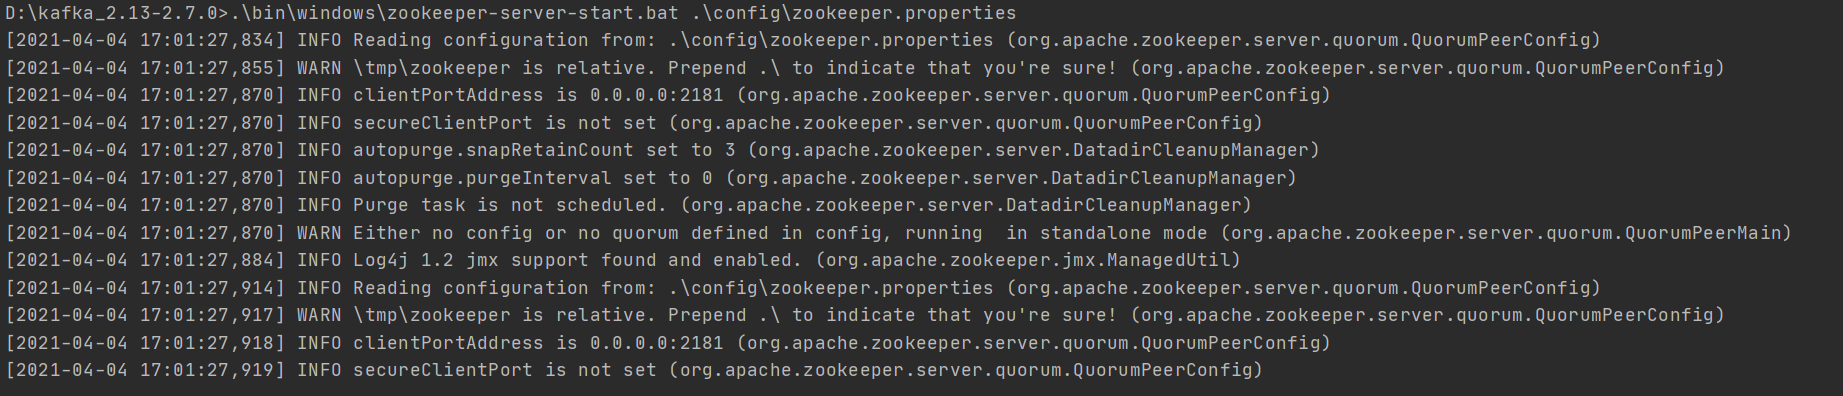 D:\kafka_2.13-2.7.0>.\bin\windows\zookeeper-server-start.bat .\config\zookeeper.properties
[2021-04-04 17:01:27,834] INFO Reading configuration from: .\config\zookeeper.properties (org.apache.zookeeper.server.quorum.QuorumPeerConfig)
[2021-04-04 17:01:27,855] WARN \tmp\zookeeper is relative. Prepend .\ to indicate that you're sure! (org.apache.zookeeper.server.quorum.QuorumPeerConfig)
[2021-04-04 17:01:27,870] INFO clientPortAddress is 0.0.0.0:2181 (org.apache.zookeeper.server.quorum.QuorumPeerConfig)
[2021-04-04 17:01:27,870] INFO secureClientPort is not set (org.apache.zookeeper.server.quorum.QuorumPeerConfig)
[2021-04-04 17:01:27,870] INFO autopurge.snapRetainCount set to 3 (org.apache.zookeeper.server.DatadirCleanupManager)
[2021-04-04 17:01:27,870] INFO autopurge.purgeInterval set to 0 (org.apache.zookeeper.server.DatadirCleanupManager)
[2021-04-04 17:01:27,870] INFO Purge task is not scheduled. (org.apache.zookeeper.server.DatadirCleanupManager)
[2021-04-04 17:01:27,870] WARN Either no config or no quorum defined in config, running  in standalone mode (org.apache.zookeeper.server.quorum.QuorumPeerMain)
[2021-04-04 17:01:27,884] INFO Log4j 1.2 jmx support found and enabled. (org.apache.zookeeper.jmx.ManagedUtil)
[2021-04-04 17:01:27,914] INFO Reading configuration from: .\config\zookeeper.properties (org.apache.zookeeper.server.quorum.QuorumPeerConfig)
[2021-04-04 17:01:27,917] WARN \tmp\zookeeper is relative. Prepend .\ to indicate that you're sure! (org.apache.zookeeper.server.quorum.QuorumPeerConfig)
[2021-04-04 17:01:27,918] INFO clientPortAddress is 0.0.0.0:2181 (org.apache.zookeeper.server.quorum.QuorumPeerConfig)
[2021-04-04 17:01:27,919] INFO secureClientPort is not set (org.apache.zookeeper.server.quorum.QuorumPeerConfig)